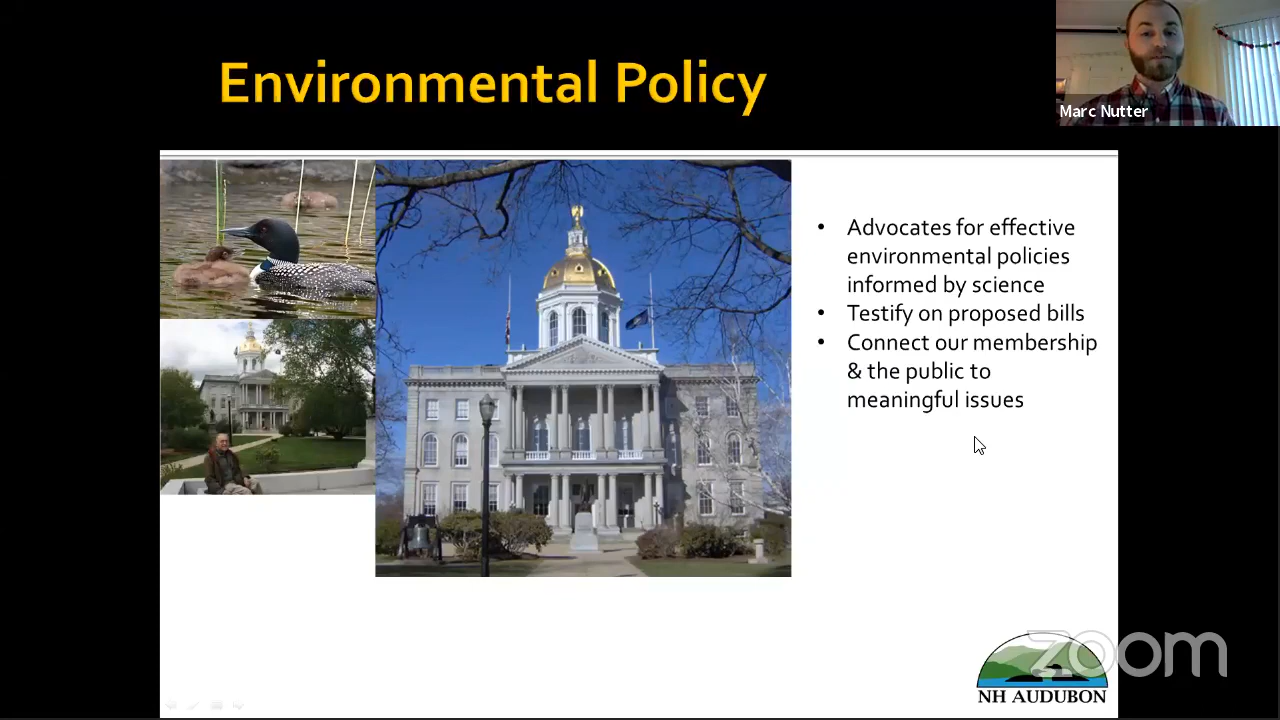 Environmental Policy
Marc Nutter
• Advocates for effective
environmental policies
informed by science
• Testify on proposed bills
• Connect our membership
& the public to
meaningful issues
zoom
NH AUDUBON